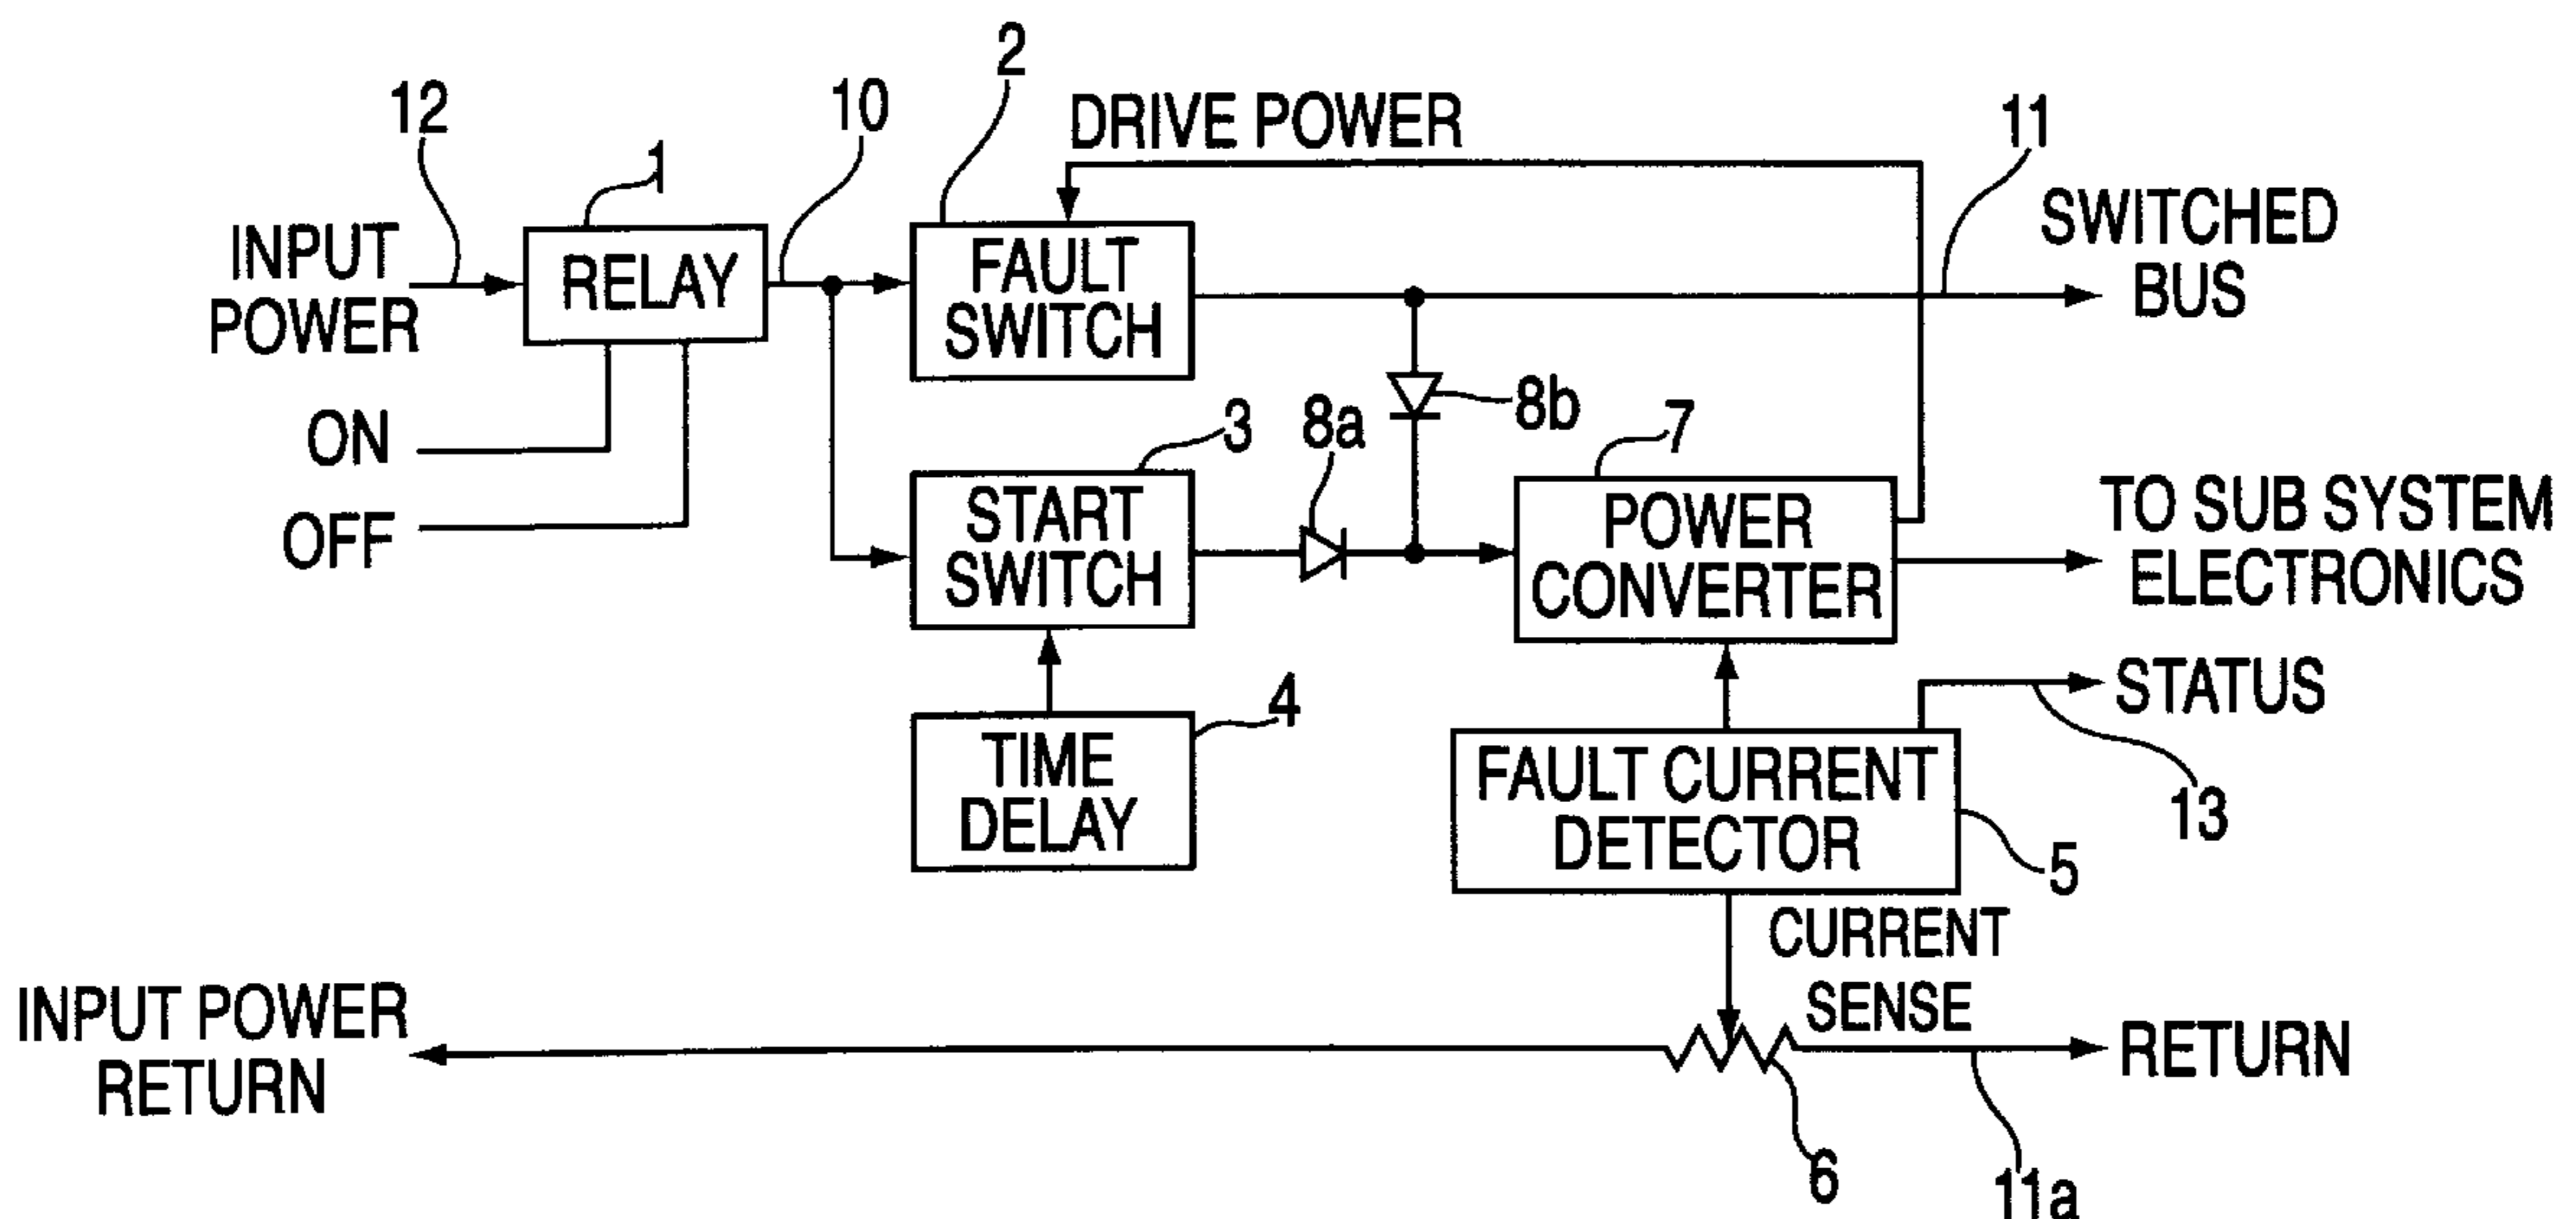 2
12
10
DRIVE POWER
11
1
INPUT
POWER
RELAY
FAULT
SWITCH
SWITCHED
BUS
ON
OFF
3
8a
8b
7
START
SWITCH
POWER
CONVERTER
TO SUB SYSTEM
ELECTRONICS
STATUS
4
TIME
DELAY
FAULT CURRENT
DETECTOR
13
5
CURRENT
SENSE
INPUT POWER
RETURN
RETURN
6
11a